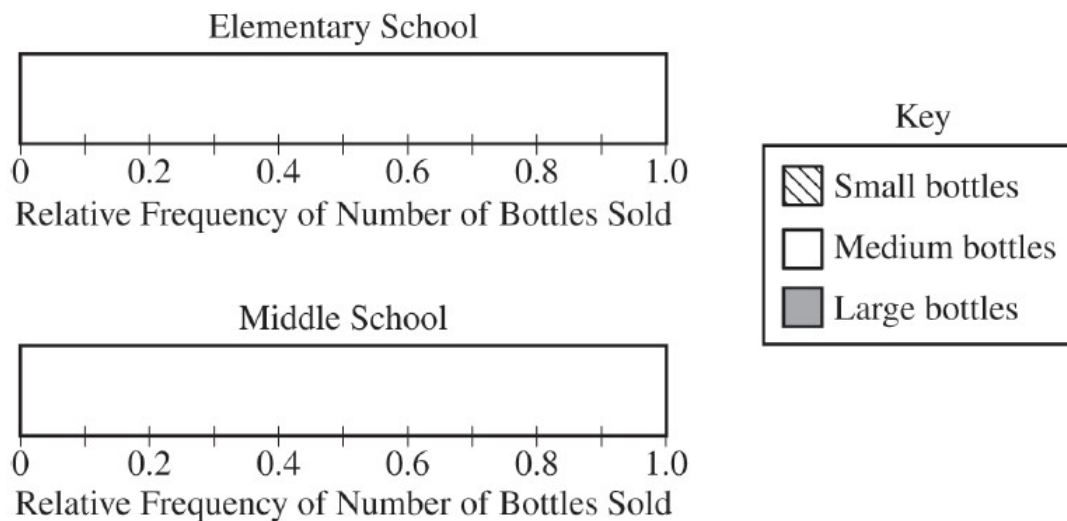 Elementary School
0 0.2 0.4 0.6 0.8 1.0
Relative Frequency of Number of Bottles Sold
Middle School
0 0.2 0.4 0.6 0.8 1.0
Relative Frequency of Number of Bottles Sold
Key
Small bottles
Medium bottles
Large bottles